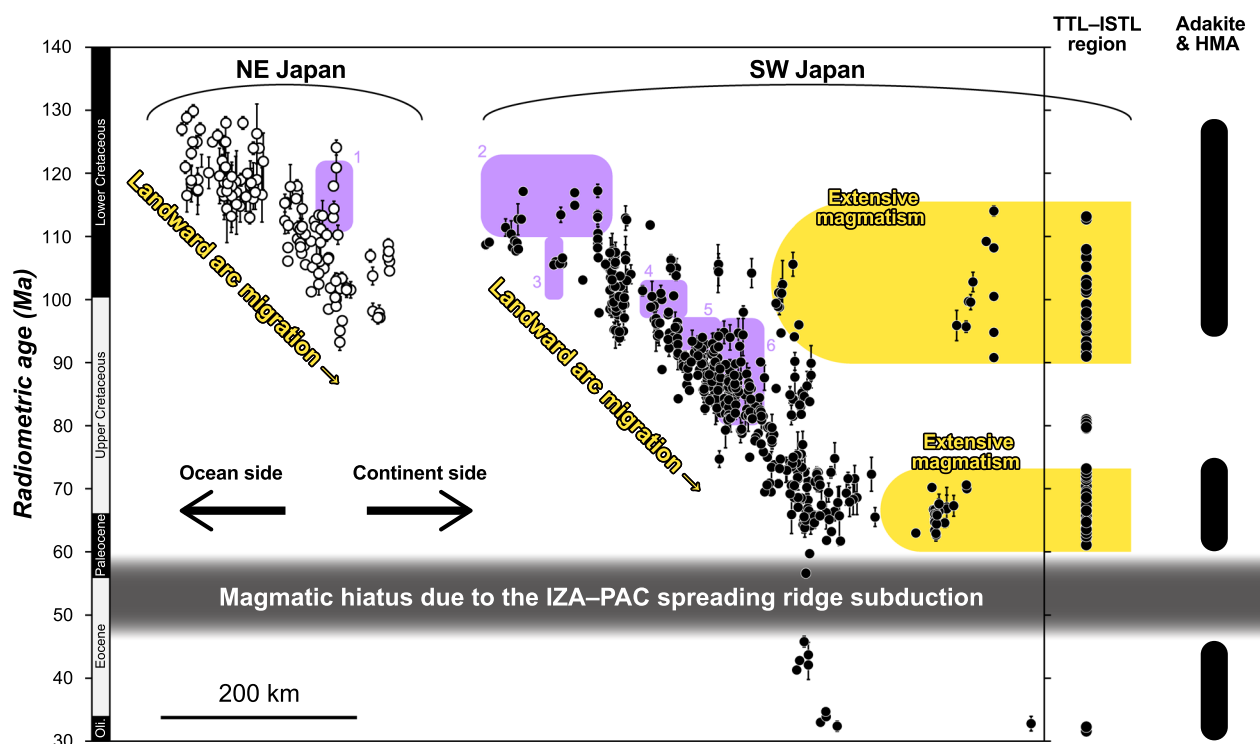 TTL–ISTL
region
Adakite
& HMA
140
130
120
110
100
90
80
70
60
50
40
30
Radiometric age (Ma)
Lower Cretaceous
Upper Cretaceous
Paleocene
Eocene
Oli.
NE Japan
SW Japan
1
2
3
4
5
6
Landward arc migration →
Landward arc migration →
Extensive
magmatism
Extensive
magmatism
Ocean side
Continent side
Magmatic hiatus due to the IZA–PAC spreading ridge subduction
200 km